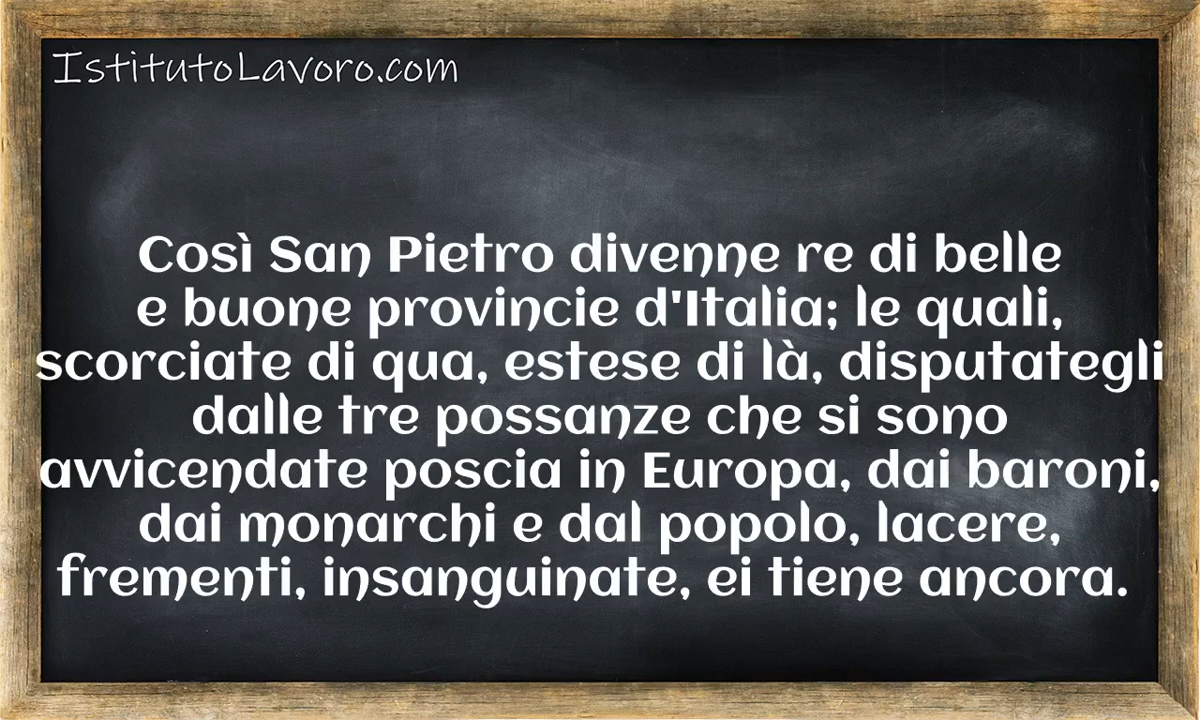 IstitutoLavoro.com
Così San Pietro divenne re di belle
e buone provincie d'Italia; le quali,
scorciate di qua, estese di là, disputategli
dalle tre possanze che si sono
avvicendate poscia in Europa, dai baroni,
dai monarchi e dal popolo, lacere,
frementi, insanguinate, ei tiene ancora.